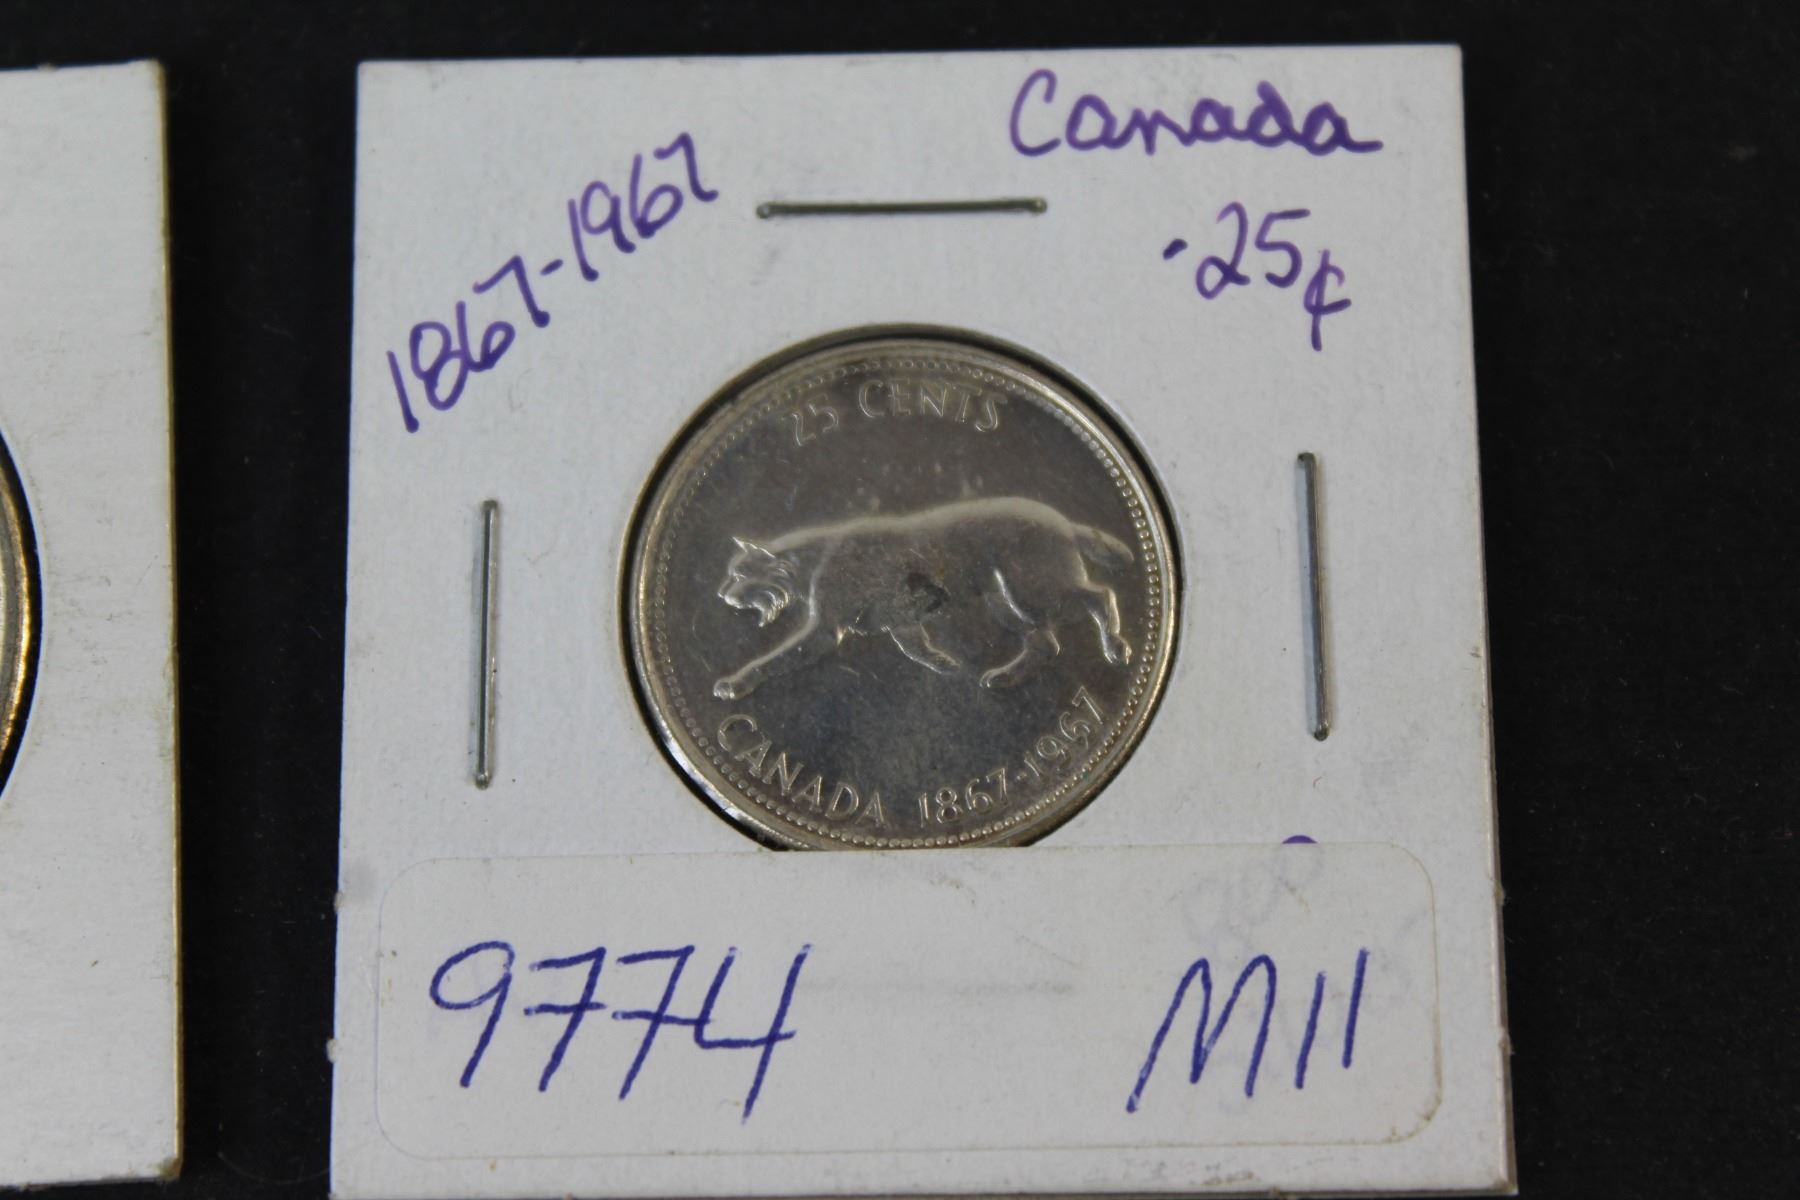 Canada
1867-1967
.25¢
25 CENTS
CANADA 1867-1967
9774 M11